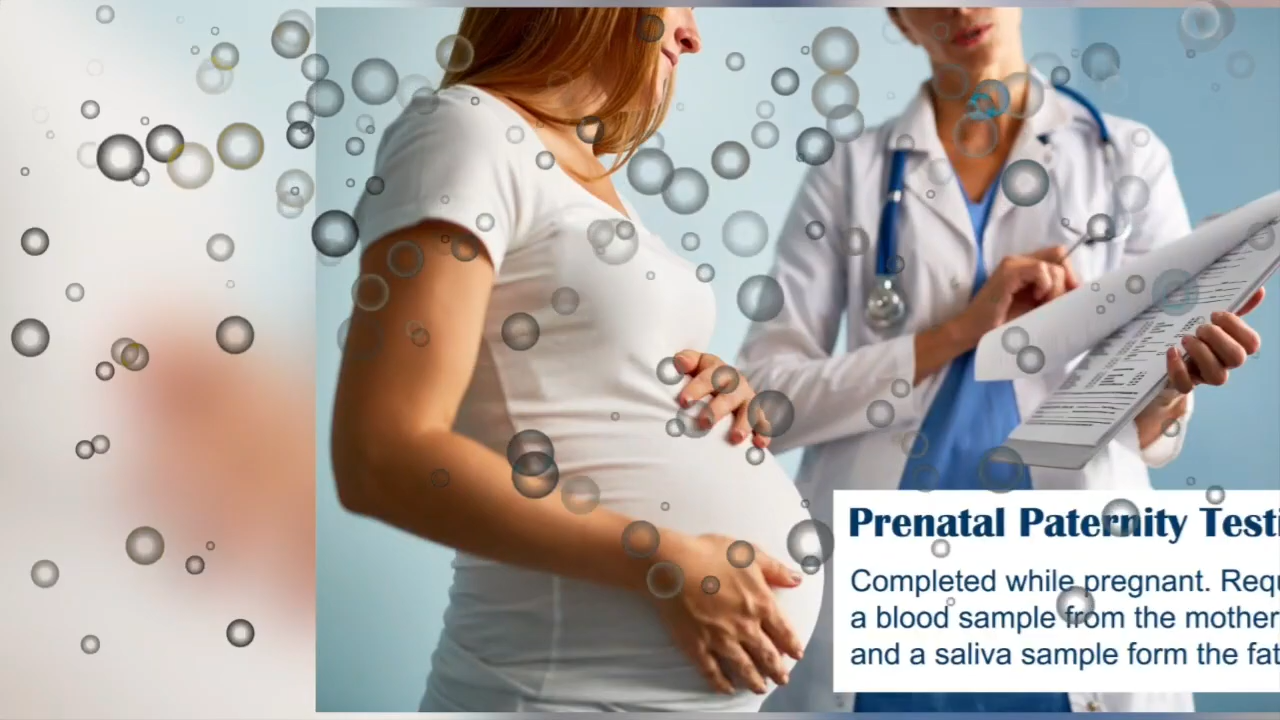 Prenatal Paternity Testi
Completed while pregnant. Requ
a blood sample from the mother
and a saliva sample form the fat